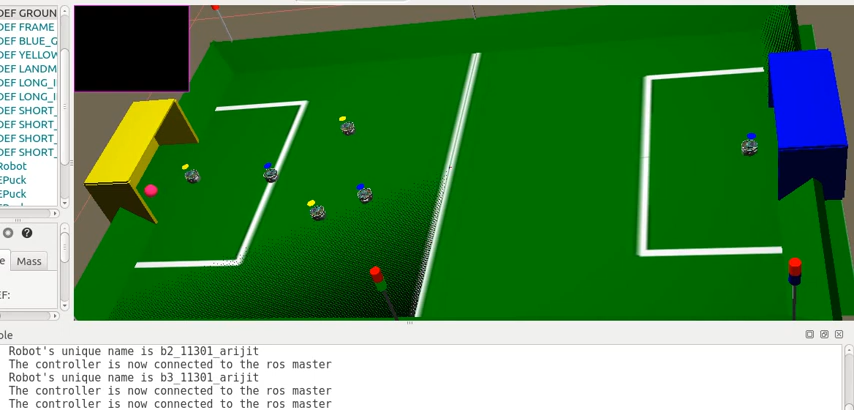 DEF GROUN
DEF FRAME
DEF BLUE_G
DEF YELLOW
DEF LANDM
DEF LONG_I
DEF LONG_I
DEF SHORT_
DEF SHORT_
DEF SHORT_
DEF SHORT_
Robot
EPuck
EPuck
Mass
EF:
ole
Robot's unique name is b2_11301_arijit
The controller is now connected to the ros master
Robot's unique name is b3_11301_arijit
The controller is now connected to the ros master
The controller is now connected to the ros master